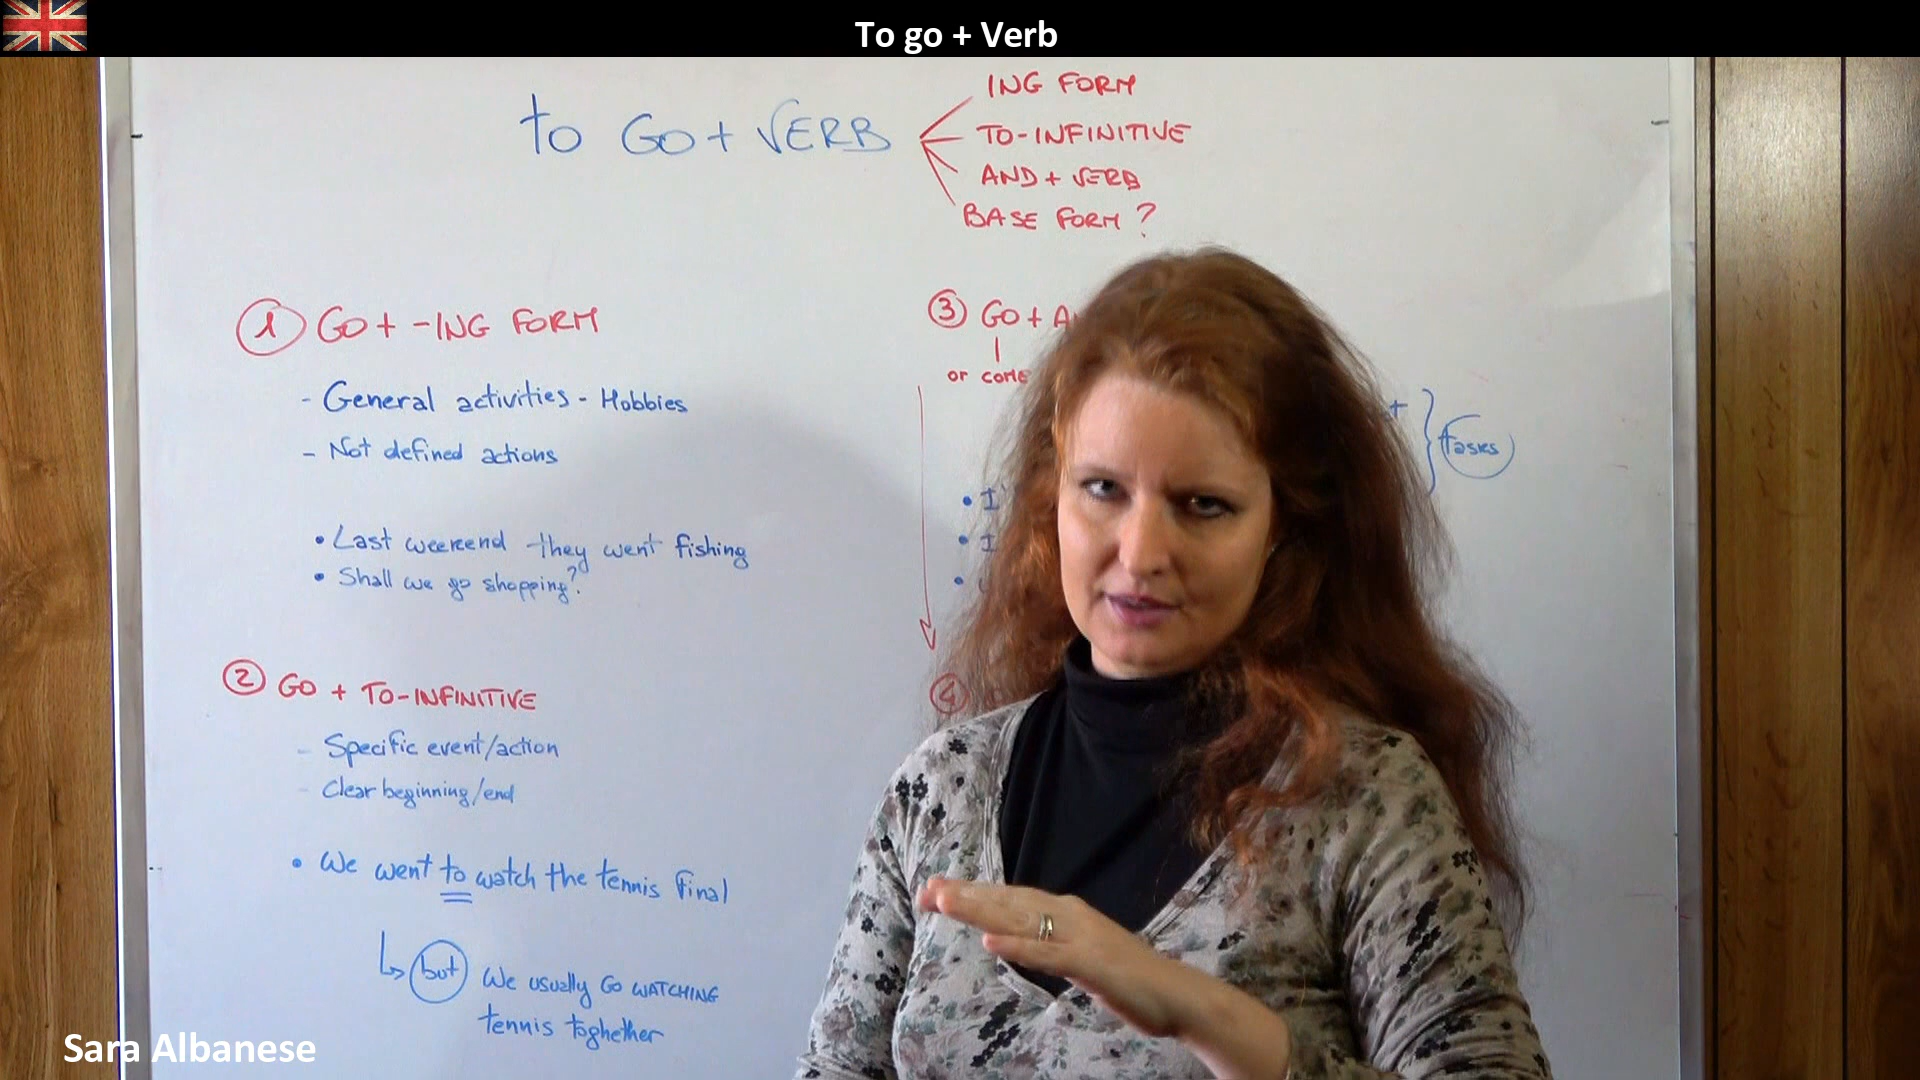 To go + Verb
to GO + VERB
ING FORM
TO-INFINITIVE
AND + VERB
BASE FORM ?
1 GO + -ING FORM
- General activities - Hobbies
- Not defined actions
• Last weekend they went fishing
• Shall we go shopping?
2 GO + TO-INFINITIVE
- Specific event/action
- Clear beginning/end
• We went to watch the tennis final
but We usually GO WATCHING
tennis toghether
3 GO +
or come
tasks
• I
• I
4
Sara Albanese